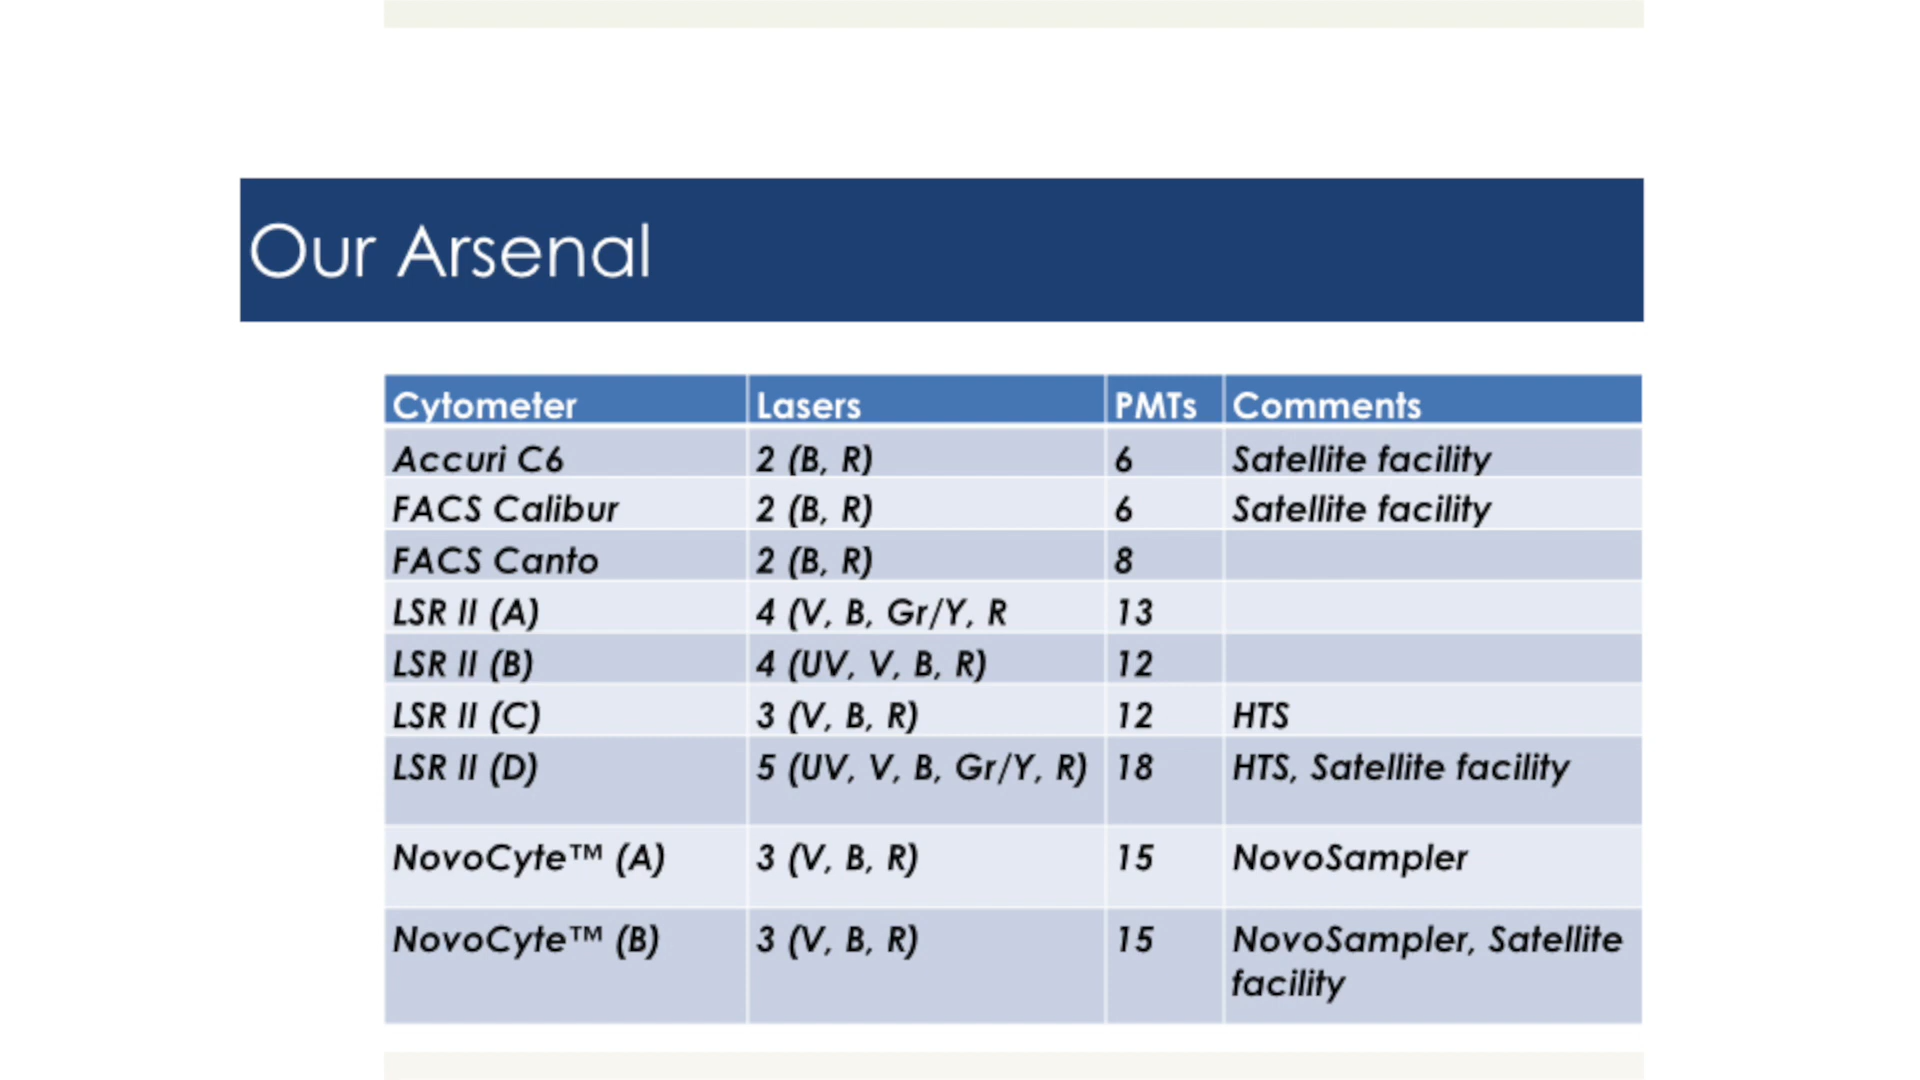 Our Arsenal
Cytometer Lasers PMTs Comments
Accuri C6 2 (B, R) 6 Satellite facility
FACS Calibur 2 (B, R) 6 Satellite facility
FACS Canto 2 (B, R) 8
LSR II (A) 4 (V, B, Gr/Y, R 13
LSR II (B) 4 (UV, V, B, R) 12
LSR II (C) 3 (V, B, R) 12 HTS
LSR II (D) 5 (UV, V, B, Gr/Y, R) 18 HTS, Satellite facility
NovoCyte™ (A) 3 (V, B, R) 15 NovoSampler
NovoCyte™ (B) 3 (V, B, R) 15 NovoSampler, Satellite
facility